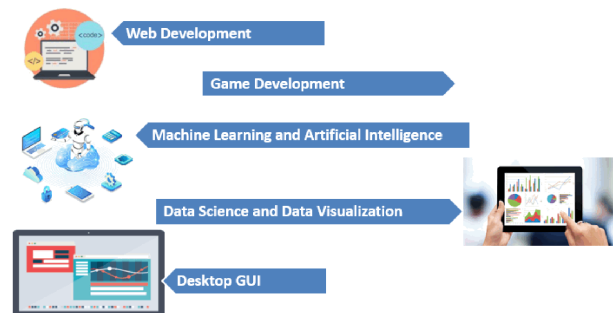 <code>
</>
Web Development
Game Development
Machine Learning and Artificial Intelligence
Data Science and Data Visualization
Desktop GUI